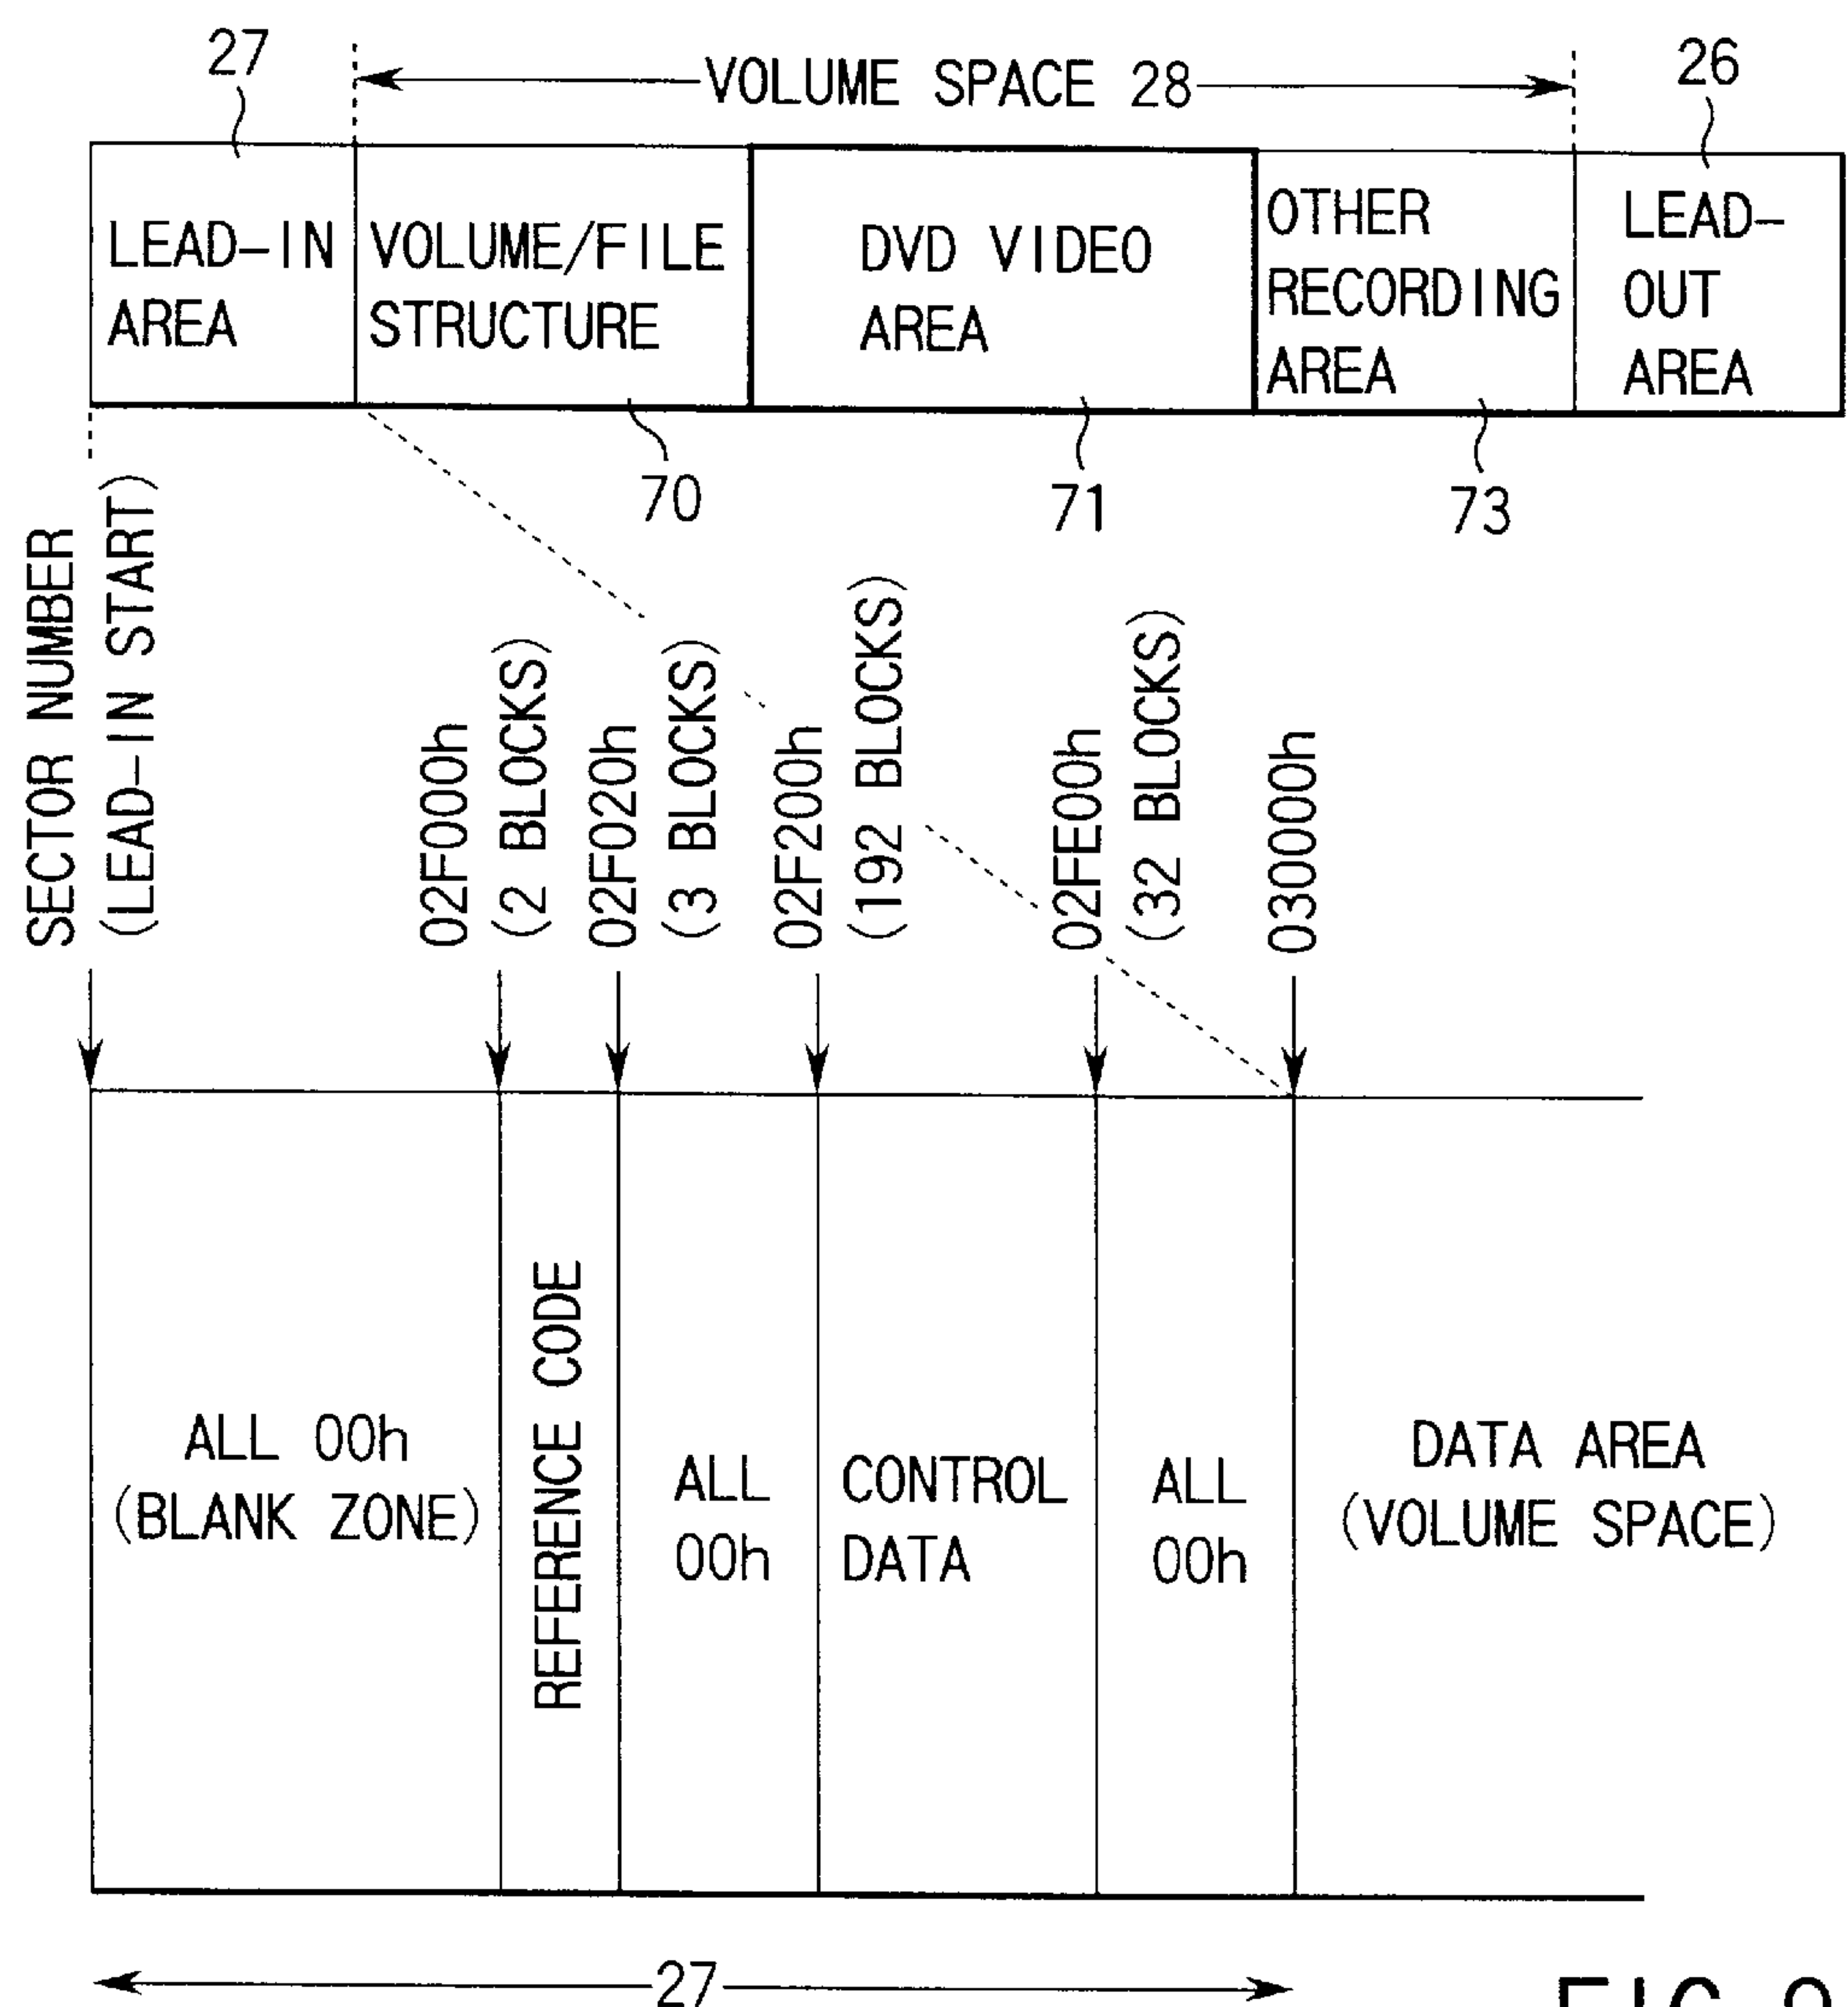 27
VOLUME SPACE 28
26
LEAD-IN
AREA
VOLUME/FILE
STRUCTURE
DVD VIDEO
AREA
OTHER
RECORDING
AREA
LEAD-
OUT
AREA
70
71
73
SECTOR NUMBER
(LEAD-IN START)
02F000h
(2 BLOCKS)
02F020h
(3 BLOCKS)
02F200h
(192 BLOCKS)
02FE00h
(32 BLOCKS)
030000h
ALL 00h
(BLANK ZONE)
REFERENCE CODE
ALL
00h
CONTROL
DATA
ALL
00h
DATA AREA
(VOLUME SPACE)
27